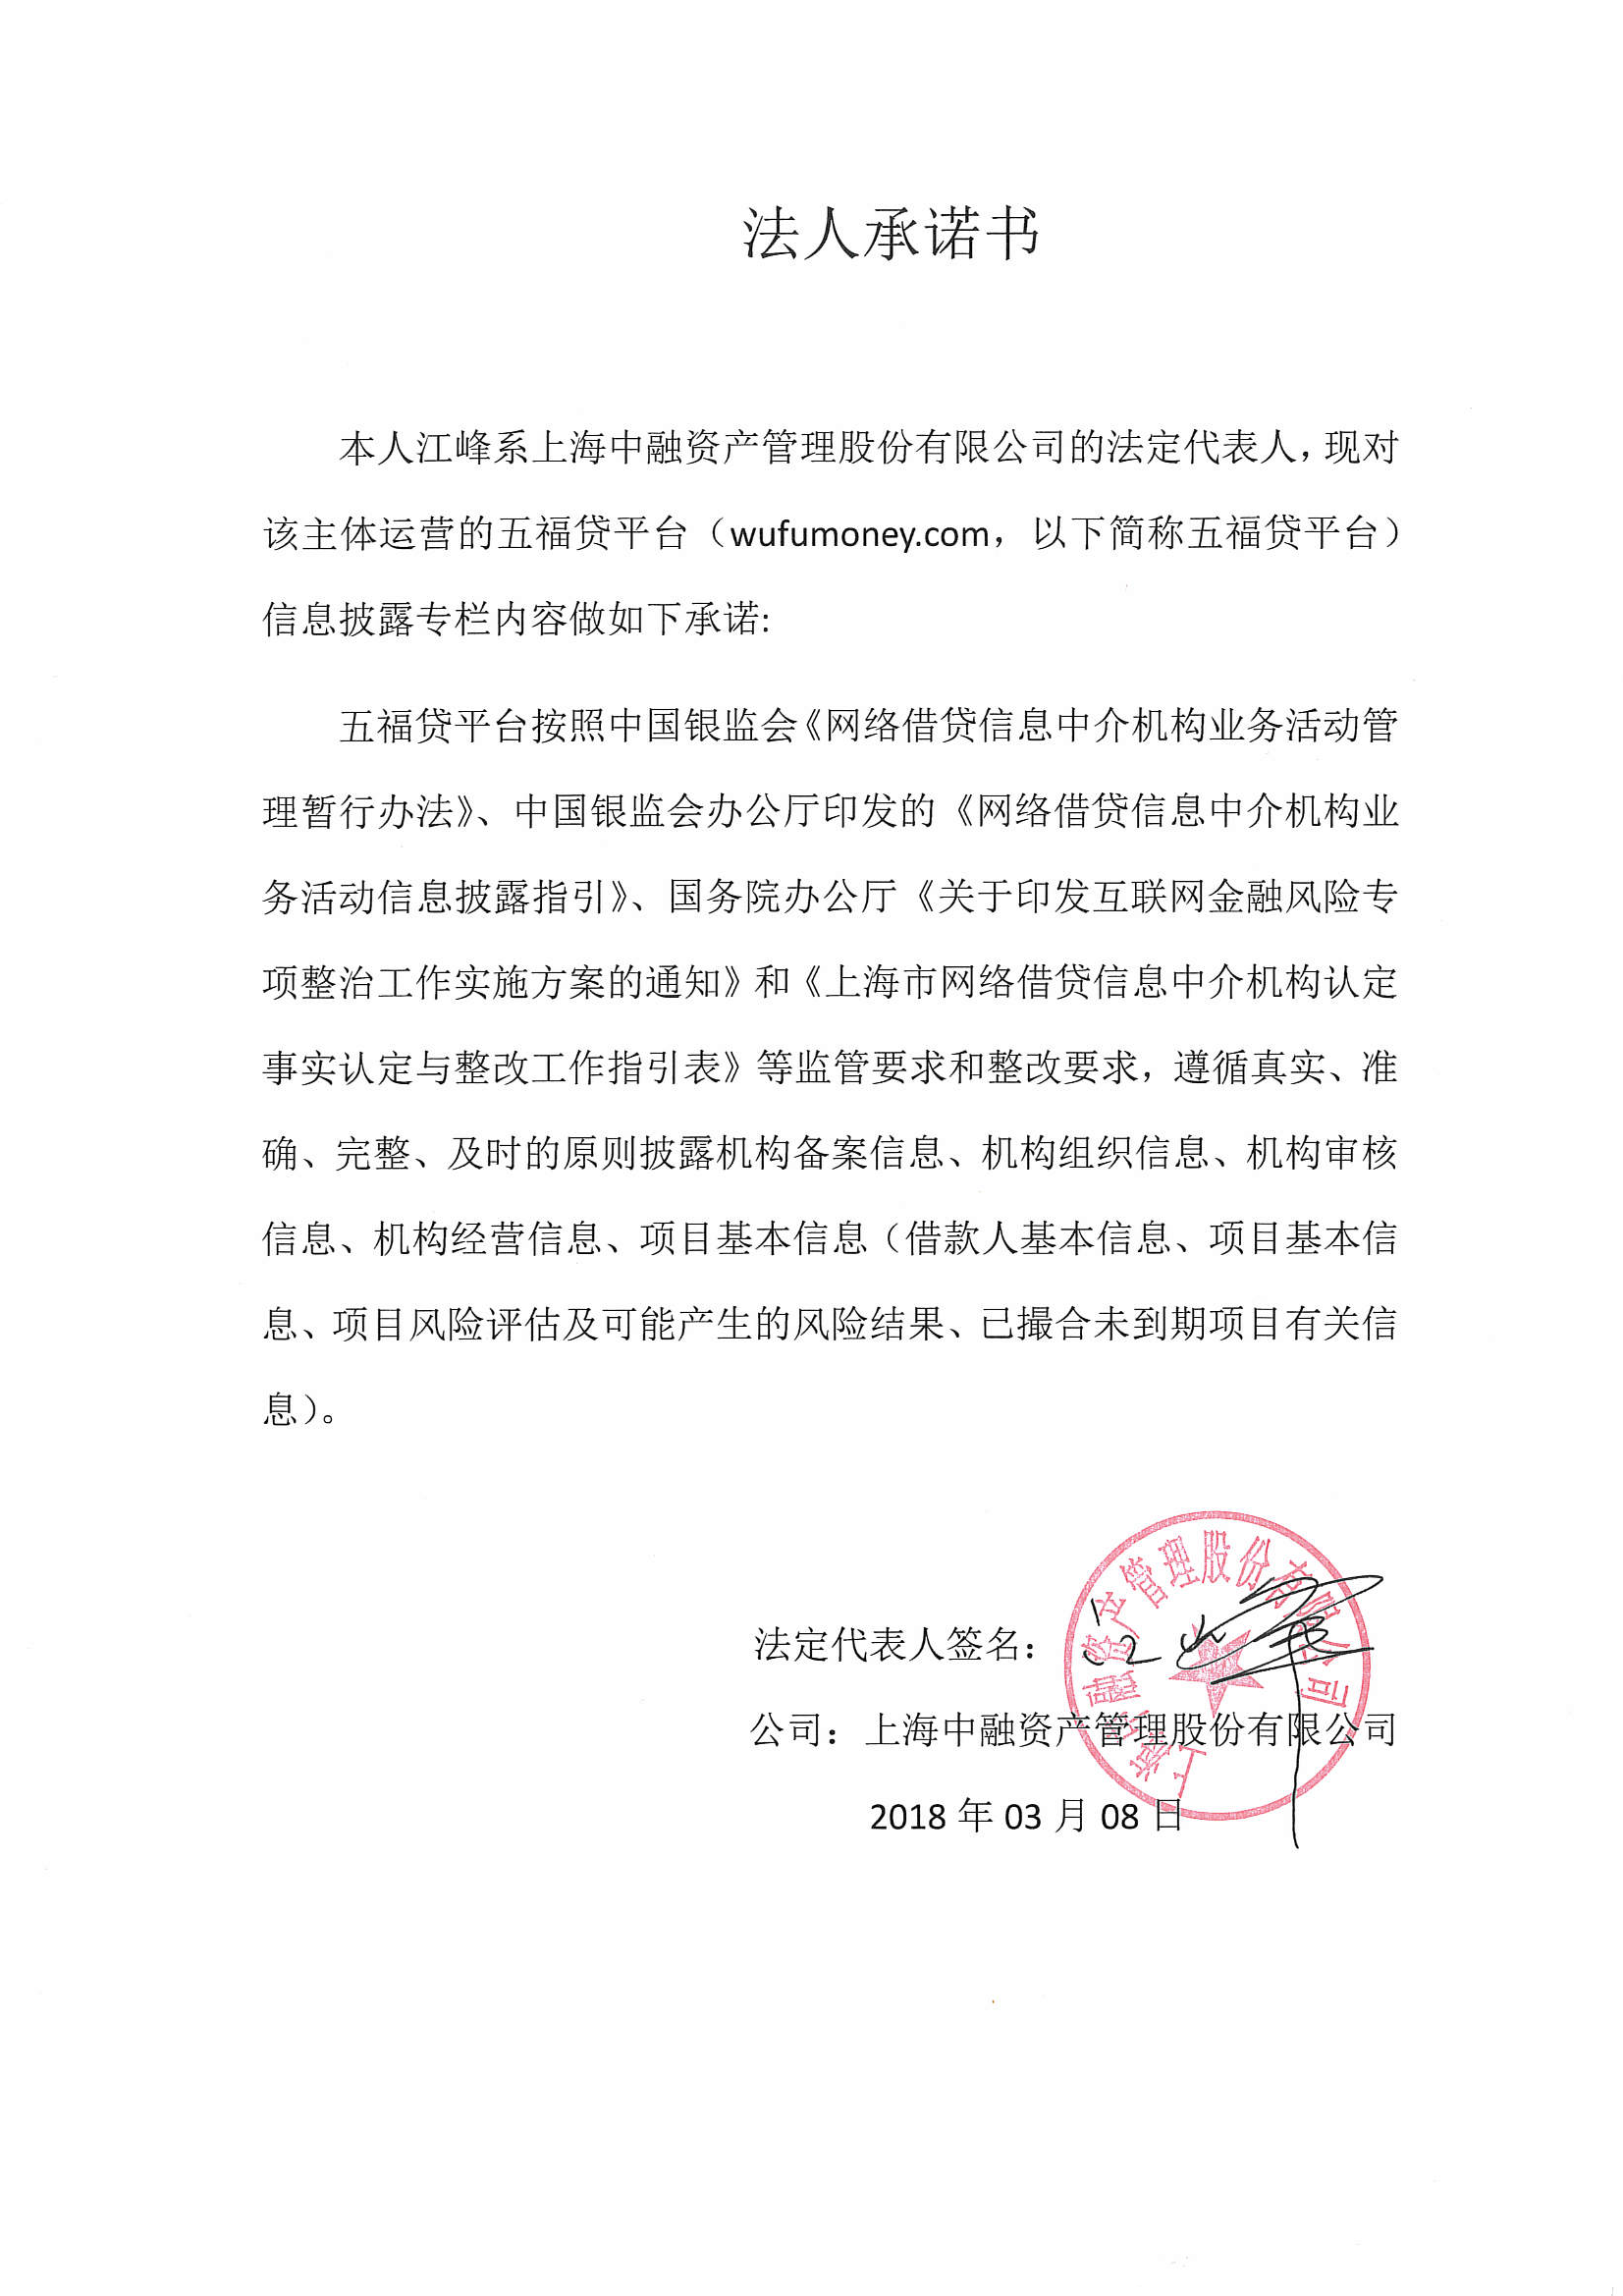 法人承诺书
本人江峰系上海中融资产管理股份有限公司的法定代表人，现对
该主体运营的五福贷平台（wufumoney.com，以下简称五福贷平台）
信息披露专栏内容做如下承诺:
五福贷平台按照中国银监会《网络借贷信息中介机构业务活动管
理暂行办法》、中国银监会办公厅印发的《网络借贷信息中介机构业
务活动信息披露指引》、国务院办公厅《关于印发互联网金融风险专
项整治工作实施方案的通知》和《上海市网络借贷信息中介机构认定
事实认定与整改工作指引表》等监管要求和整改要求，遵循真实、准
确、完整、及时的原则披露机构备案信息、机构组织信息、机构审核
信息、机构经营信息、项目基本信息（借款人基本信息、项目基本信
息、项目风险评估及可能产生的风险结果、已撮合未到期项目有关信
息）。
法定代表人签名：江峰
上海中融资产管理股份有限公司
公司：上海中融资产管理股份有限公司
2018 年 03 月 08 日